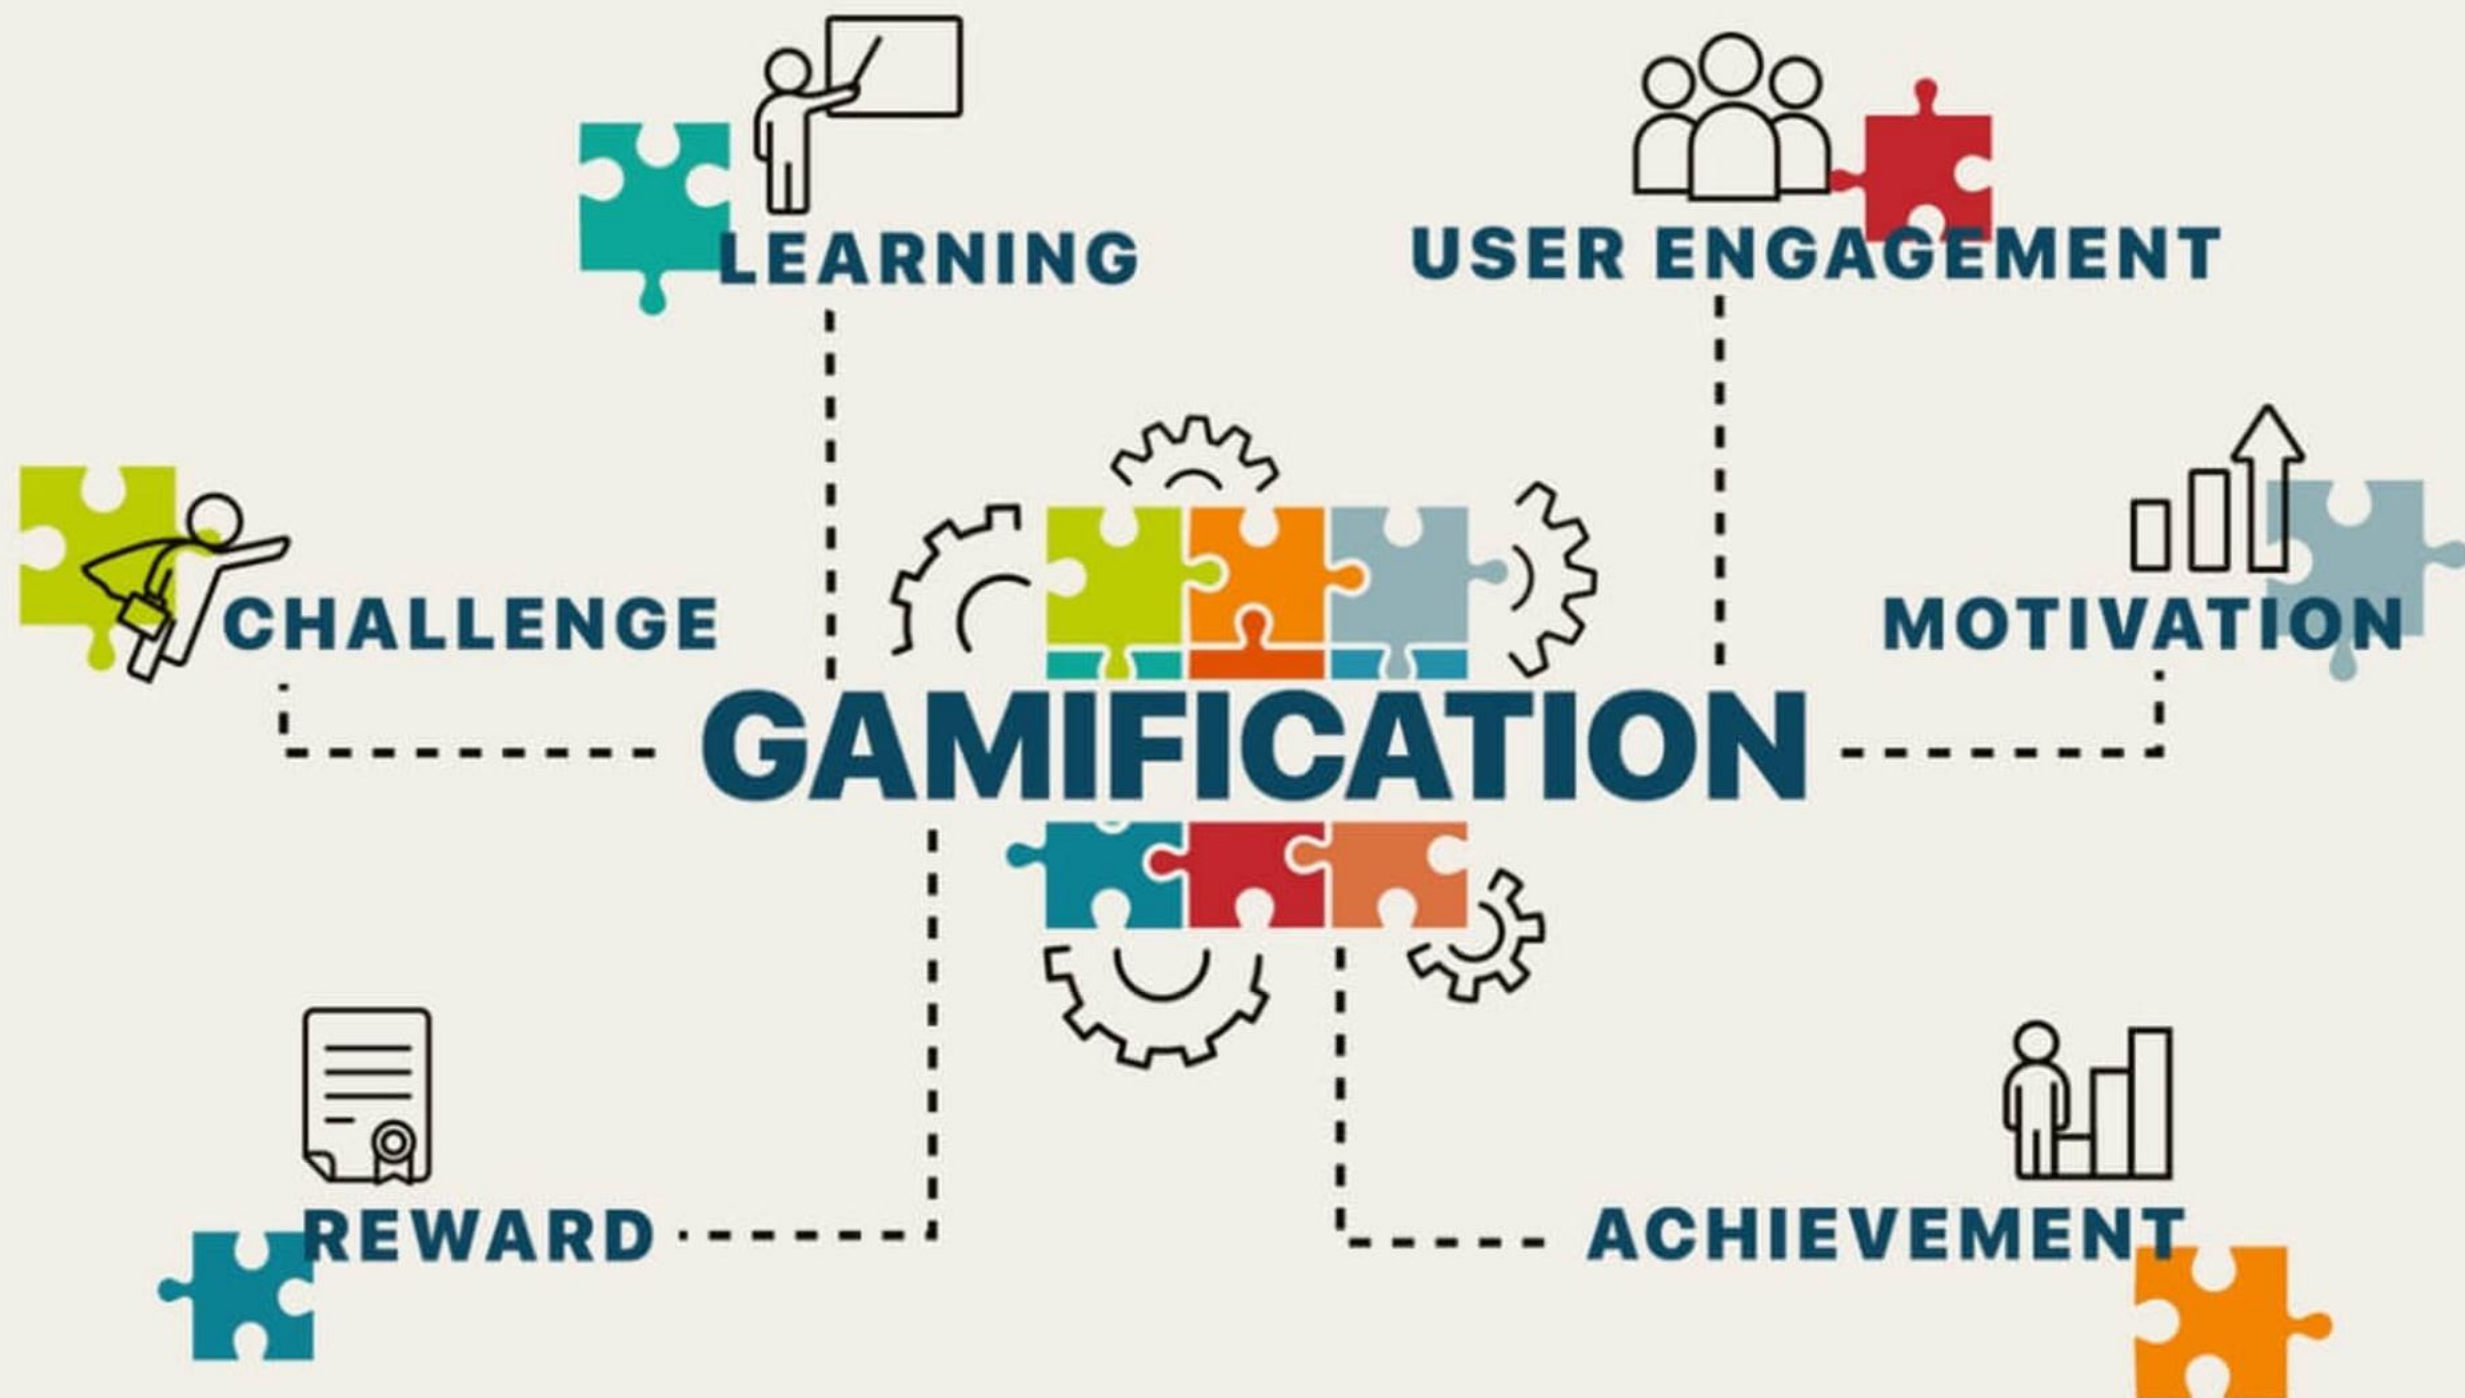 LEARNING
USER ENGAGEMENT
CHALLENGE
MOTIVATION
GAMIFICATION
REWARD
ACHIEVEMENT